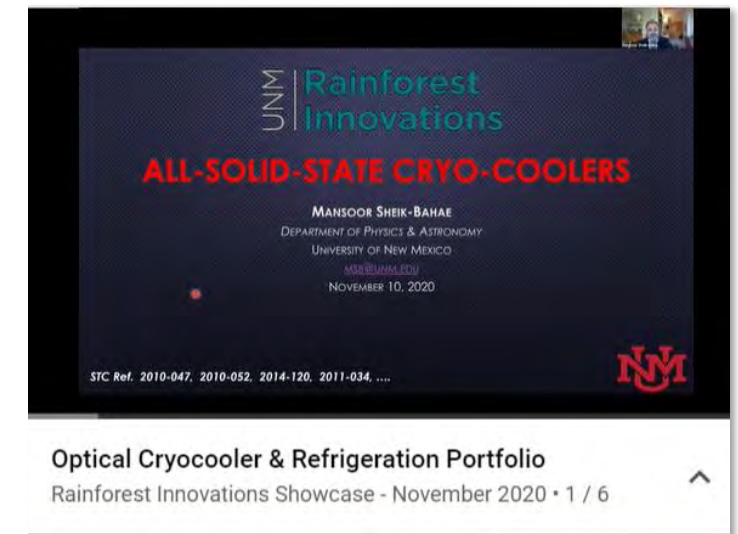 UNM
Rainforest
Innovations
ALL-SOLID-STATE CRYO-COOLERS
MANSOOR SHEIK-BAHAE
DEPARTMENT OF PHYSICS & ASTRONOMY
UNIVERSITY OF NEW MEXICO
MSB@UNM.EDU
NOVEMBER 10, 2020
STC Ref. 2010-047, 2010-052, 2014-120, 2011-034, ....
NM
Optical Cryocooler & Refrigeration Portfolio
Rainforest Innovations Showcase - November 2020 • 1 / 6